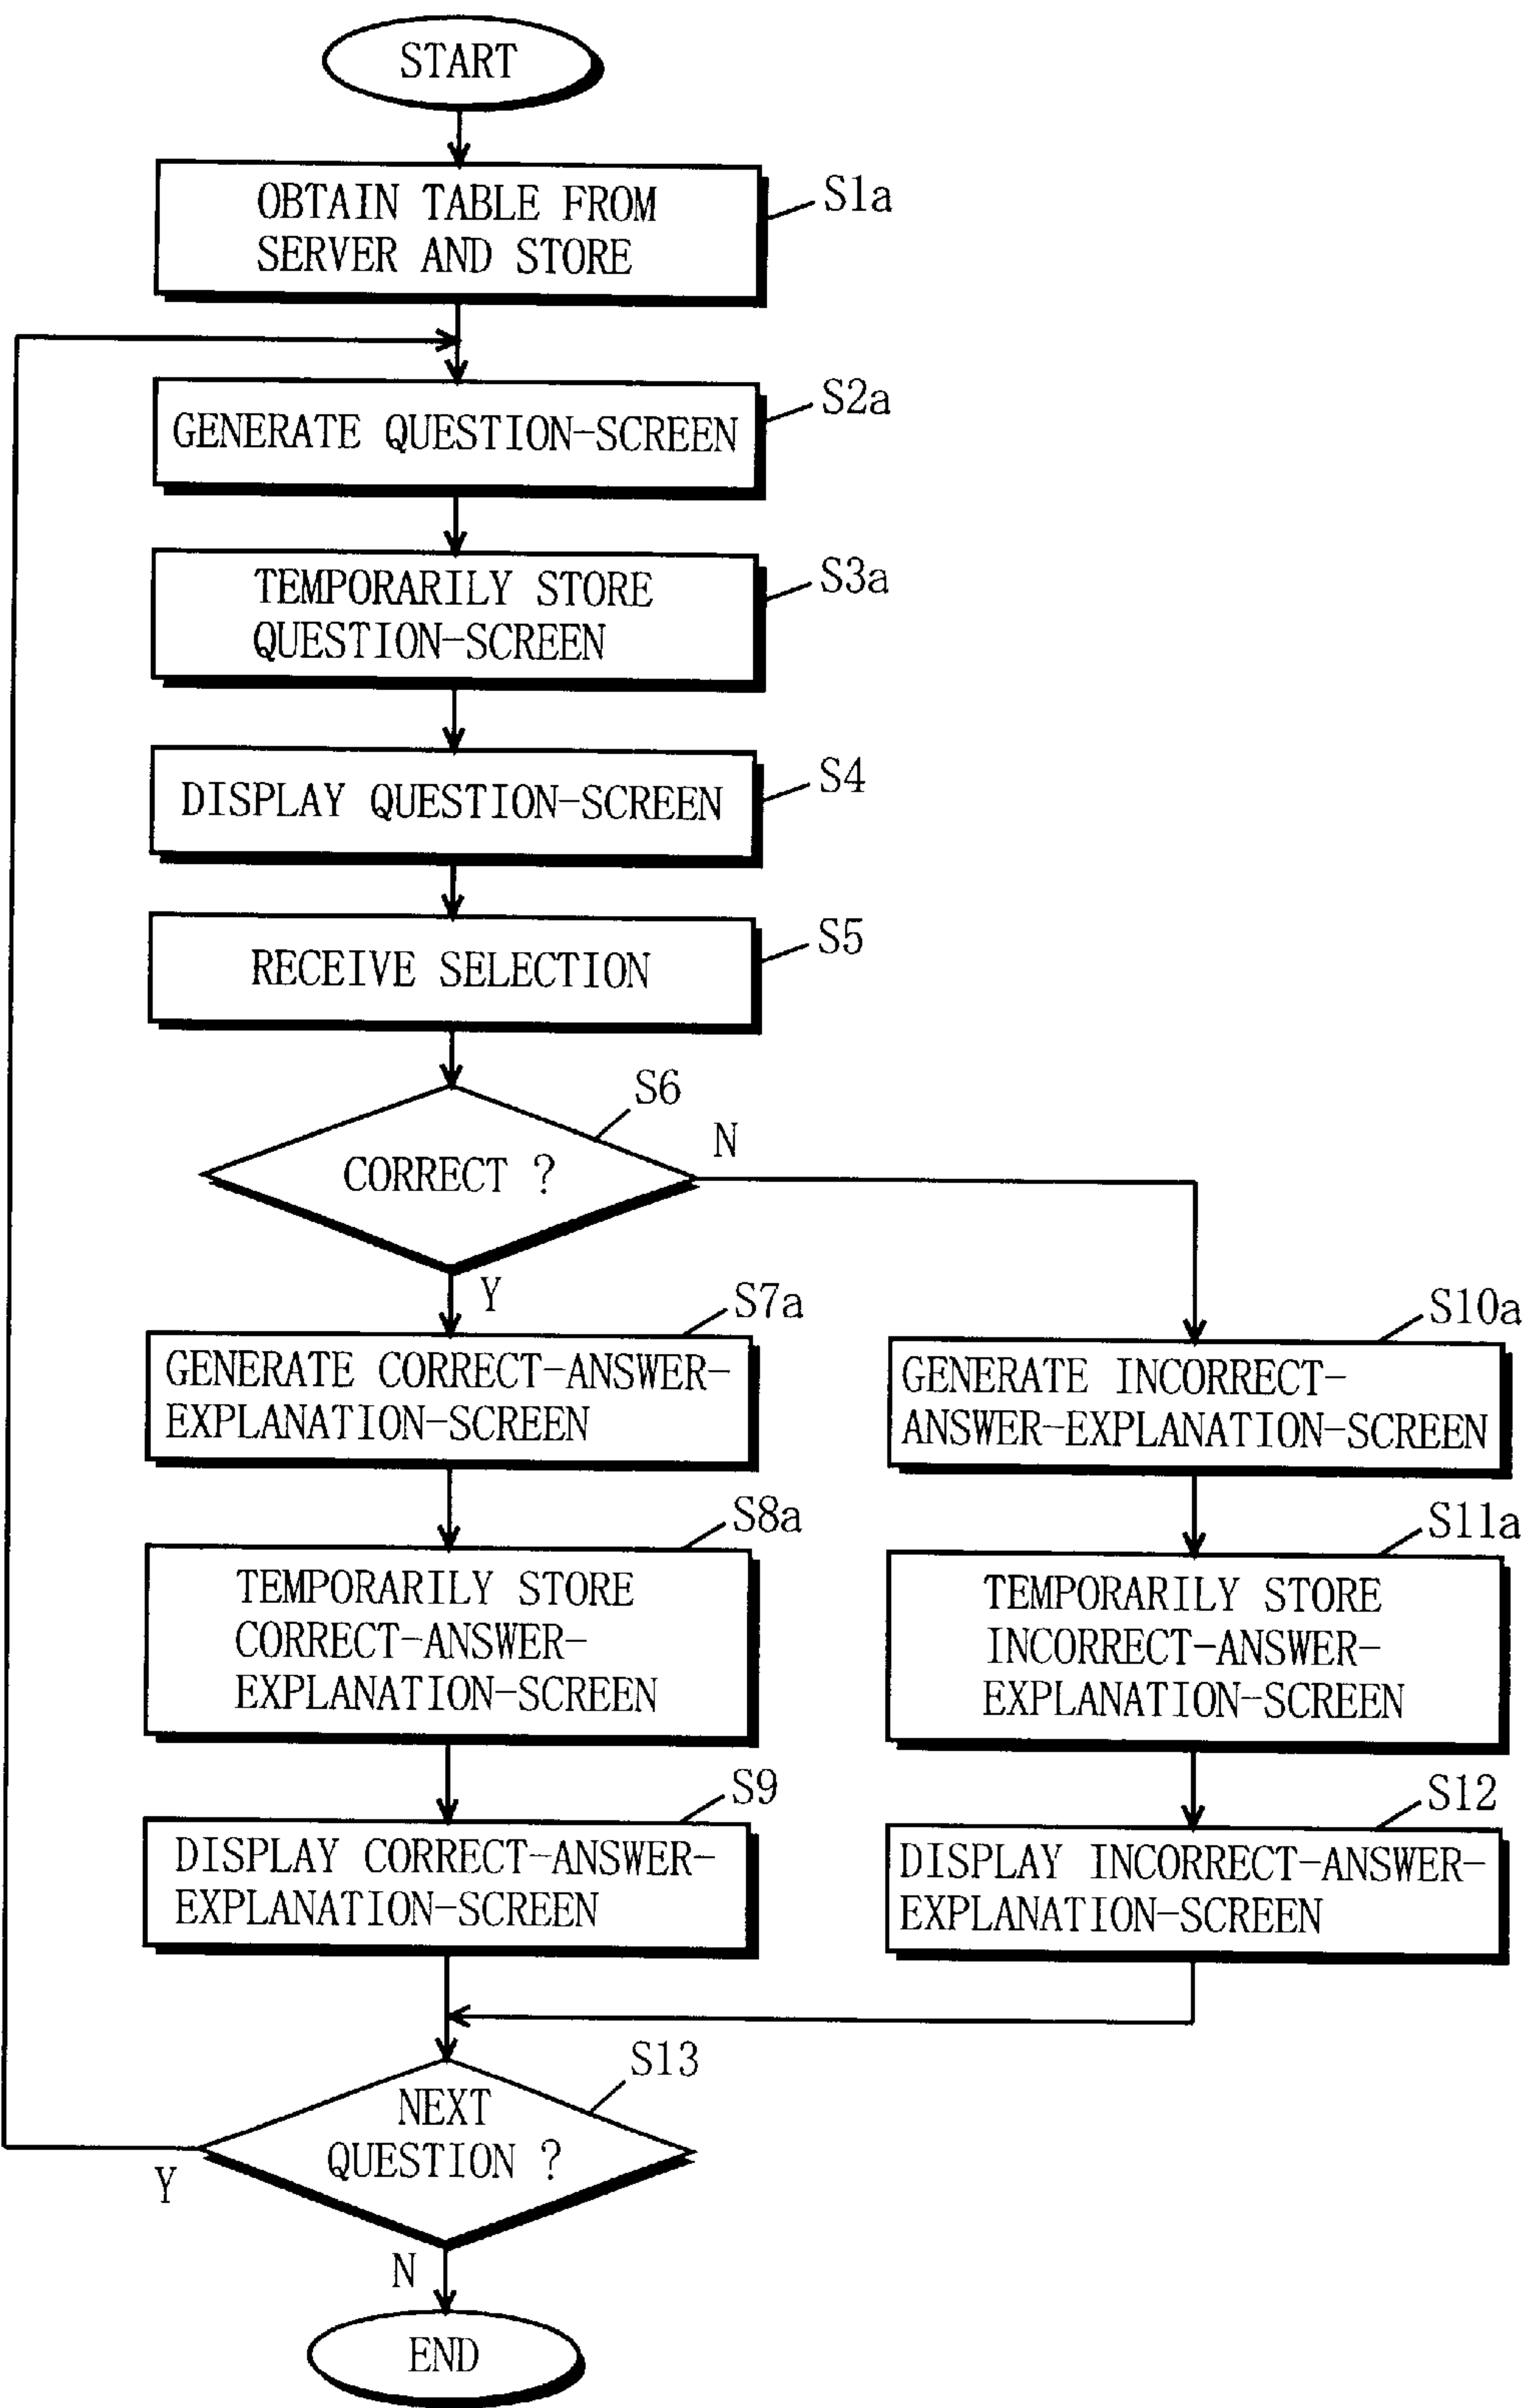 START
OBTAIN TABLE FROM
SERVER AND STORE
S1a
GENERATE QUESTION-SCREEN
S2a
TEMPORARILY STORE
QUESTION-SCREEN
S3a
DISPLAY QUESTION-SCREEN
S4
RECEIVE SELECTION
S5
CORRECT ?
S6
N
Y
GENERATE CORRECT-ANSWER-
EXPLANATION-SCREEN
S7a
TEMPORARILY STORE
CORRECT-ANSWER-
EXPLANATION-SCREEN
S8a
DISPLAY CORRECT-ANSWER-
EXPLANATION-SCREEN
S9
GENERATE INCORRECT-
ANSWER-EXPLANATION-SCREEN
S10a
TEMPORARILY STORE
INCORRECT-ANSWER-
EXPLANATION-SCREEN
S11a
DISPLAY INCORRECT-ANSWER-
EXPLANATION-SCREEN
S12
NEXT
QUESTION ?
S13
Y
N
END